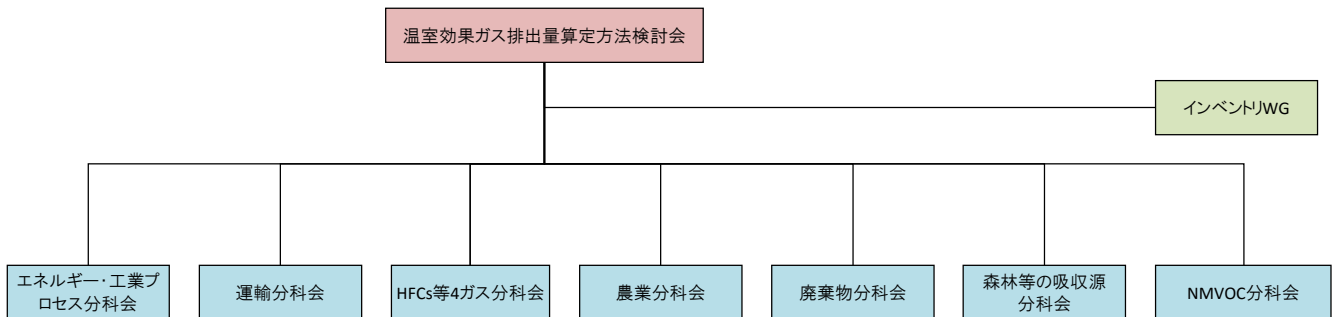 温室効果ガス排出量算定方法検討会
インベントリWG
エネルギー・工業プ
ロセス分科会
運輸分科会
HFCs等4ガス分科会
農業分科会
廃棄物分科会
森林等の吸収源
分科会
NMVOC分科会